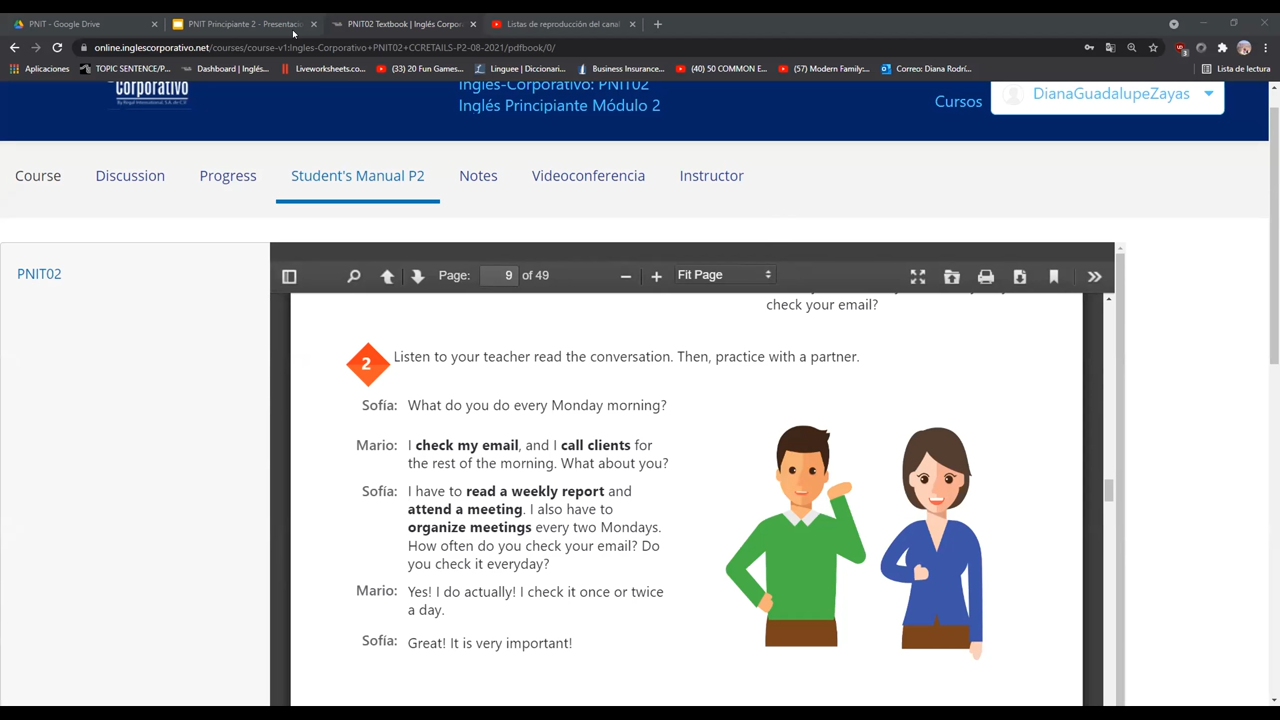 PNIT - Google Drive
PNIT Principiante 2 - Presentacio
PNIT02 Textbook | Inglés Corpor
Listas de reproducción del canal
online.inglescorporativo.net/courses/course-v1:Ingles-Corporativo+PNIT02+CCRETAILS-P2-08-2021/pdfbook/0/
Aplicaciones
TOPIC SENTENCE/P...
Dashboard | Inglés...
Liveworksheets.co...
(33) 20 Fun Games...
Linguee | Diccionari...
Business Insurance...
(40) 50 COMMON E...
(57) Modern Family:...
Correo: Diana Rodrí...
Lista de lectura
Corporativo
By Regal International, S.A. de C.V.
Ingles-Corporativo: PNIT02
Inglés Principiante Módulo 2
Cursos
DianaGuadalupeZayas
Course
Discussion
Progress
Student's Manual P2
Notes
Videoconferencia
Instructor
PNIT02
Page: 9 of 49
Fit Page
check your email?
2
Listen to your teacher read the conversation. Then, practice with a partner.
Sofía: What do you do every Monday morning?
Mario: I check my email, and I call clients for
the rest of the morning. What about you?
Sofía: I have to read a weekly report and
attend a meeting. I also have to
organize meetings every two Mondays.
How often do you check your email? Do
you check it everyday?
Mario: Yes! I do actually! I check it once or twice
a day.
Sofía: Great! It is very important!